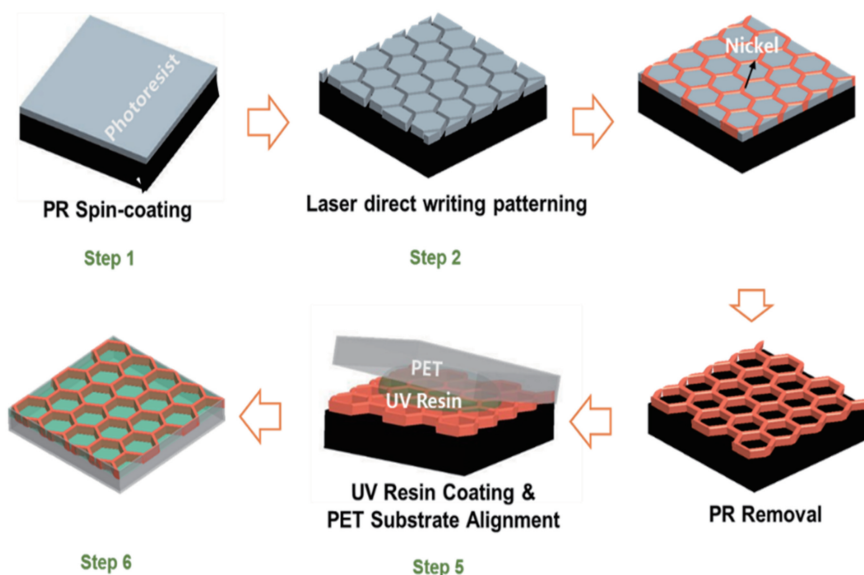 Photoresist
Nickel
PR Spin-coating
Laser direct writing patterning
Step 1
Step 2
PET
UV Resin
UV Resin Coating &
PET Substrate Alignment
PR Removal
Step 6
Step 5